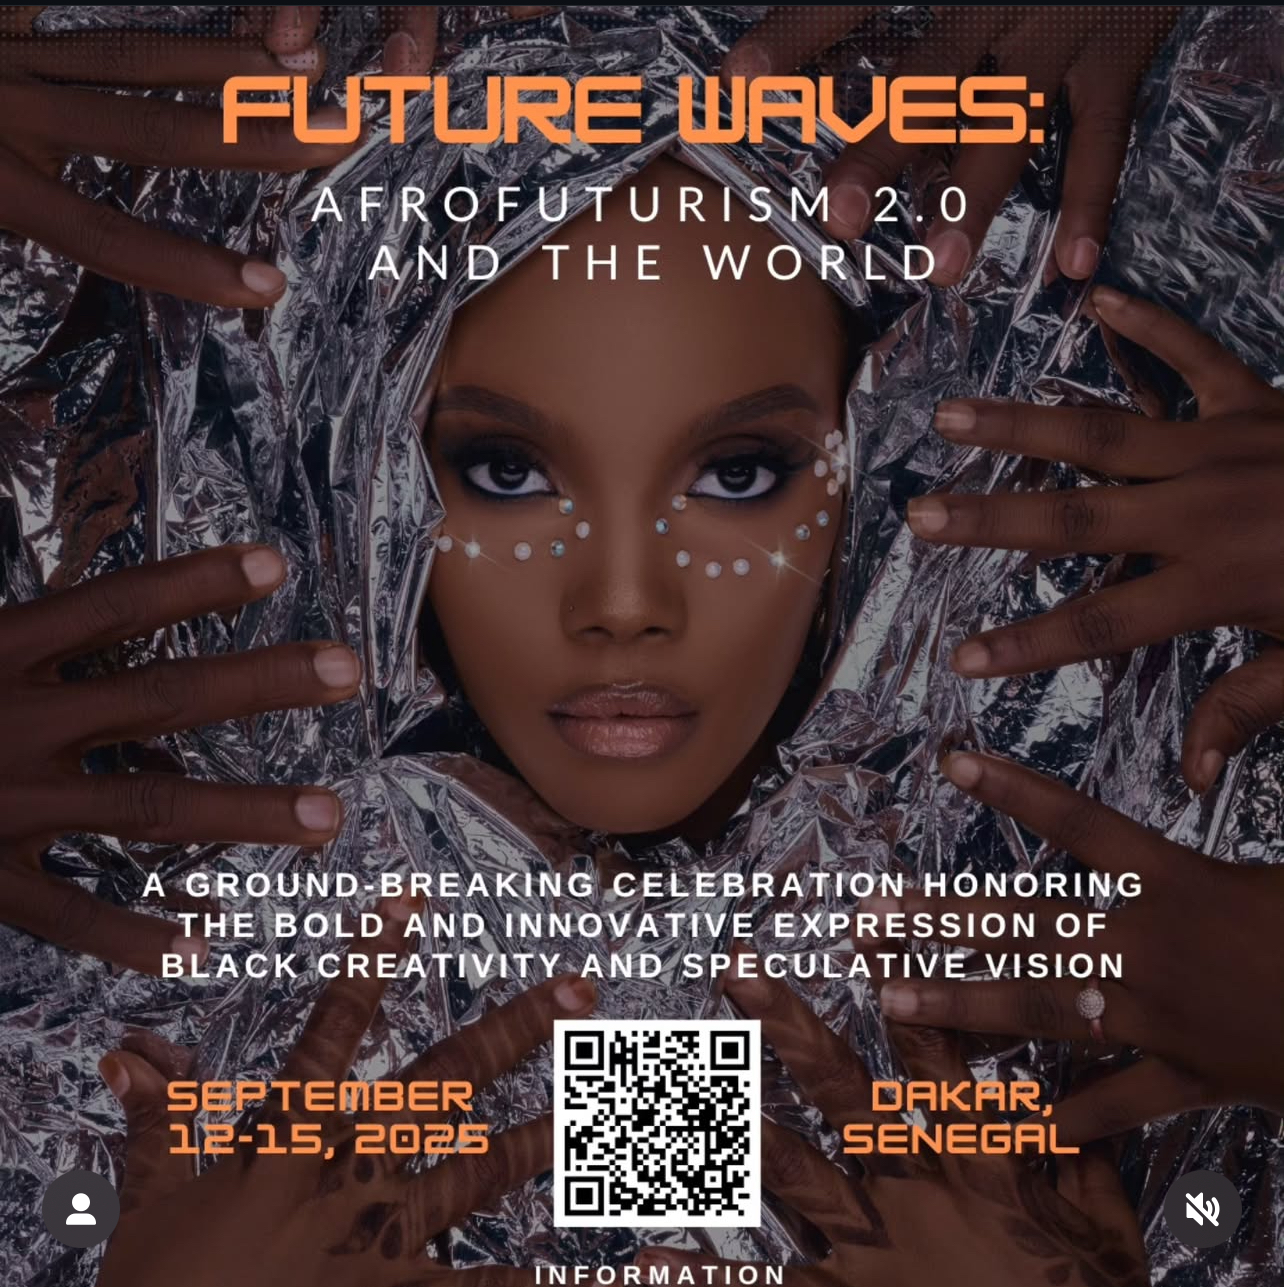 FUTURE WAVES:
AFROFUTURISM 2.0
AND THE WORLD
A GROUND-BREAKING CELEBRATION HONORING
THE BOLD AND INNOVATIVE EXPRESSION OF
BLACK CREATIVITY AND SPECULATIVE VISION
SEPTEMBER
12-15, 2025
DAKAR,
SENEGAL
INFORMATION